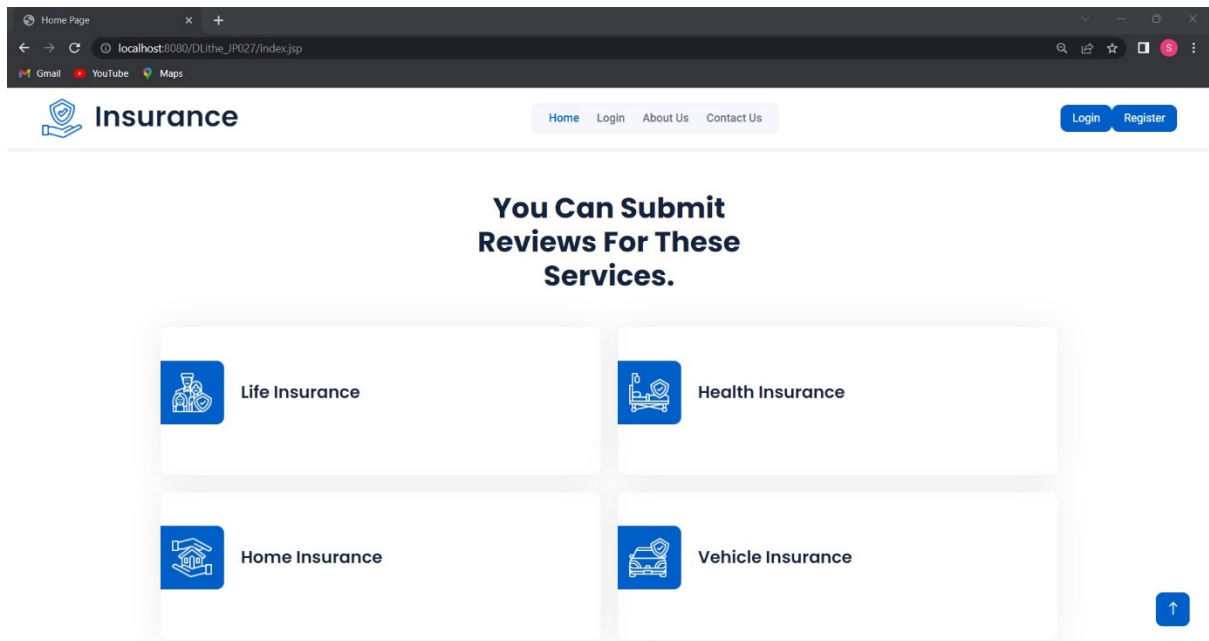 Home Page
localhost:8080/DLithe_JP027/index.jsp
Gmail YouTube Maps
S
Insurance
Home Login About Us Contact Us
Login Register
You Can Submit
Reviews For These
Services.
Life Insurance
Health Insurance
Home Insurance
Vehicle Insurance